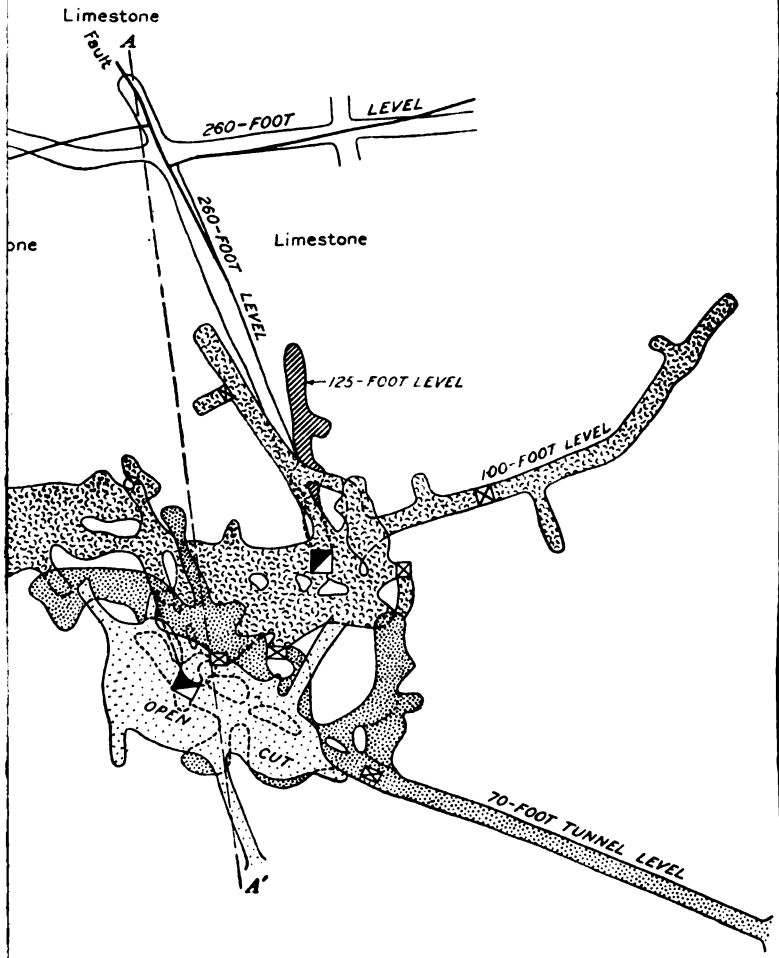 Limestone
A
Fault
260-FOOT LEVEL
260-FOOT LEVEL
one
Limestone
125-FOOT LEVEL
100-FOOT LEVEL
OPEN CUT
70-FOOT TUNNEL LEVEL
A'